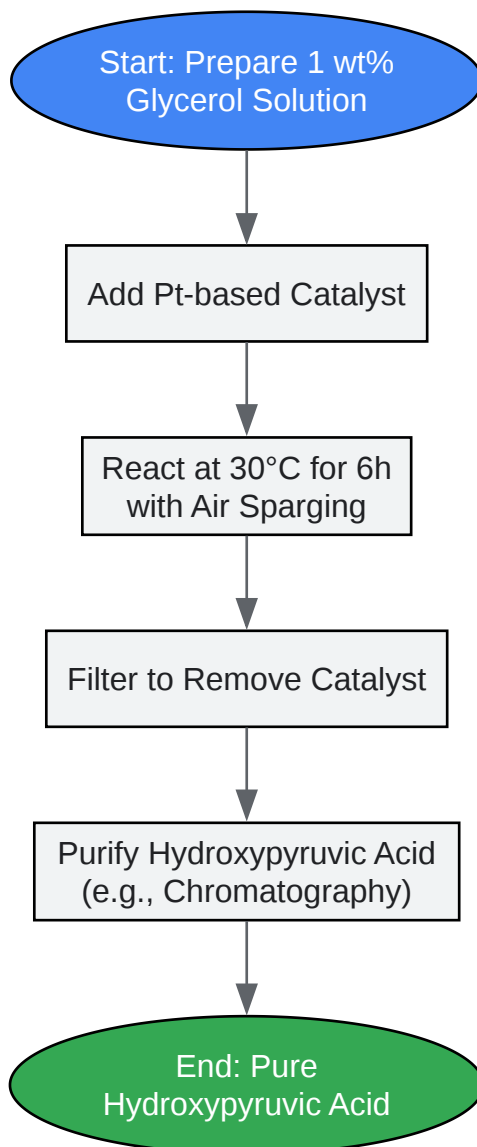 Start: Prepare 1 wt%
Glycerol Solution
Add Pt-based Catalyst
React at 30°C for 6h
with Air Sparging
Filter to Remove Catalyst
Purify Hydroxypyruvic Acid
(e.g., Chromatography)
End: Pure
Hydroxypyruvic Acid